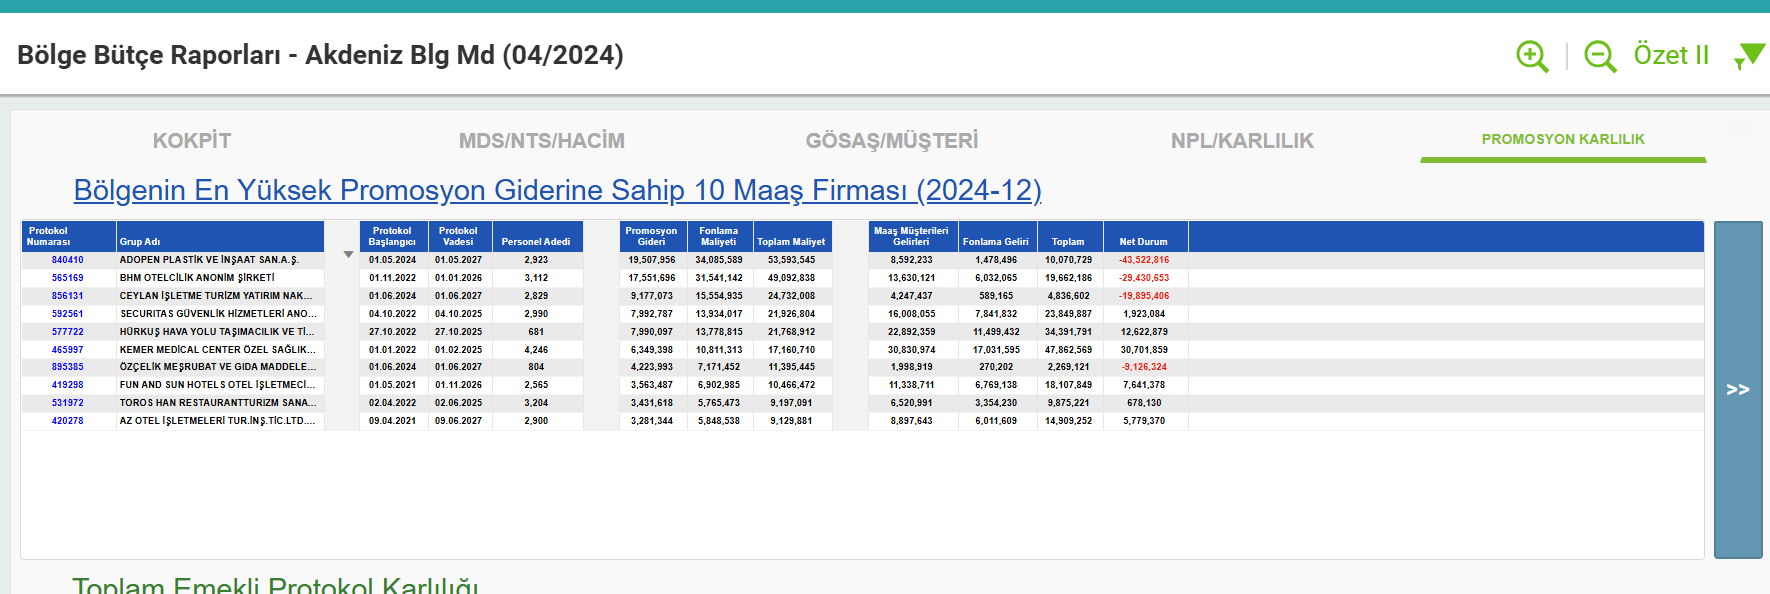 Bölge Bütçe Raporları - Akdeniz Blg Md (04/2024)
Özet II
KOKPİT MDS/NTS/HACİM GÖSAŞ/MÜŞTERİ NPL/KARLILIK PROMOSYON KARLILIK
Bölgenin En Yüksek Promosyon Giderine Sahip 10 Maaş Firması (2024-12)
Protokol Numarası Grup Adı Protokol Başlangıcı Protokol Vadesi Personel Adedi Promosyon Gideri Fonlama Maliyeti Toplam Maliyet Maaş Müşterileri Gelirleri Fonlama Geliri Toplam Net Durum
840410 ADOPEN PLASTİK VE İNŞAAT SAN.A.Ş. 01.05.2024 01.05.2027 2,923 19,507,956 34,085,589 53,593,545 8,592,233 1,478,496 10,070,729 -43,522,816
565169 BHM OTELCİLİK ANONİM ŞİRKETİ 01.11.2022 01.01.2026 3,112 17,551,696 31,541,142 49,092,838 13,630,121 6,032,065 19,662,186 -29,430,653
856131 CEYLAN İŞLETME TURİZM YATIRIM NAK... 01.06.2024 01.06.2027 2,829 9,177,073 15,554,935 24,732,008 4,247,437 589,165 4,836,602 -19,895,406
592561 SECURITAS GÜVENLİK HİZMETLERİ ANO... 04.10.2022 04.10.2025 2,990 7,992,787 13,934,017 21,926,804 16,008,055 7,841,832 23,849,887 1,923,084
577722 HÜRKUŞ HAVA YOLU TAŞIMACILIK VE Tİ... 27.10.2022 27.10.2025 681 7,990,097 13,778,815 21,768,912 22,892,359 11,499,432 34,391,791 12,622,879
465997 KEMER MEDICAL CENTER ÖZEL SAĞLIK... 01.01.2022 01.02.2025 4,246 6,349,398 10,811,313 17,160,710 30,830,974 17,031,595 47,862,569 30,701,859
895385 ÖZÇELİK MEŞRUBAT VE GIDA MADDELE... 01.06.2024 01.06.2027 804 4,223,993 7,171,452 11,395,445 1,998,919 270,202 2,269,121 -9,126,324
419298 FUN AND SUN HOTELS OTEL İŞLETMECİ... 01.05.2021 01.11.2026 2,565 3,563,487 6,902,985 10,466,472 11,338,711 6,769,138 18,107,849 7,641,378
531972 TOROS HAN RESTAURANTTURIZM SANA... 02.04.2022 02.06.2025 3,204 3,431,618 5,765,473 9,197,091 6,520,991 3,354,230 9,875,221 678,130
420278 AZ OTEL İŞLETMELERİ TUR.İNŞ.TİC.LTD.... 09.04.2021 09.06.2027 2,900 3,281,344 5,848,538 9,129,881 8,897,643 6,011,609 14,909,252 5,779,370
>>
Toplam Emekli Protokol Karlılığı